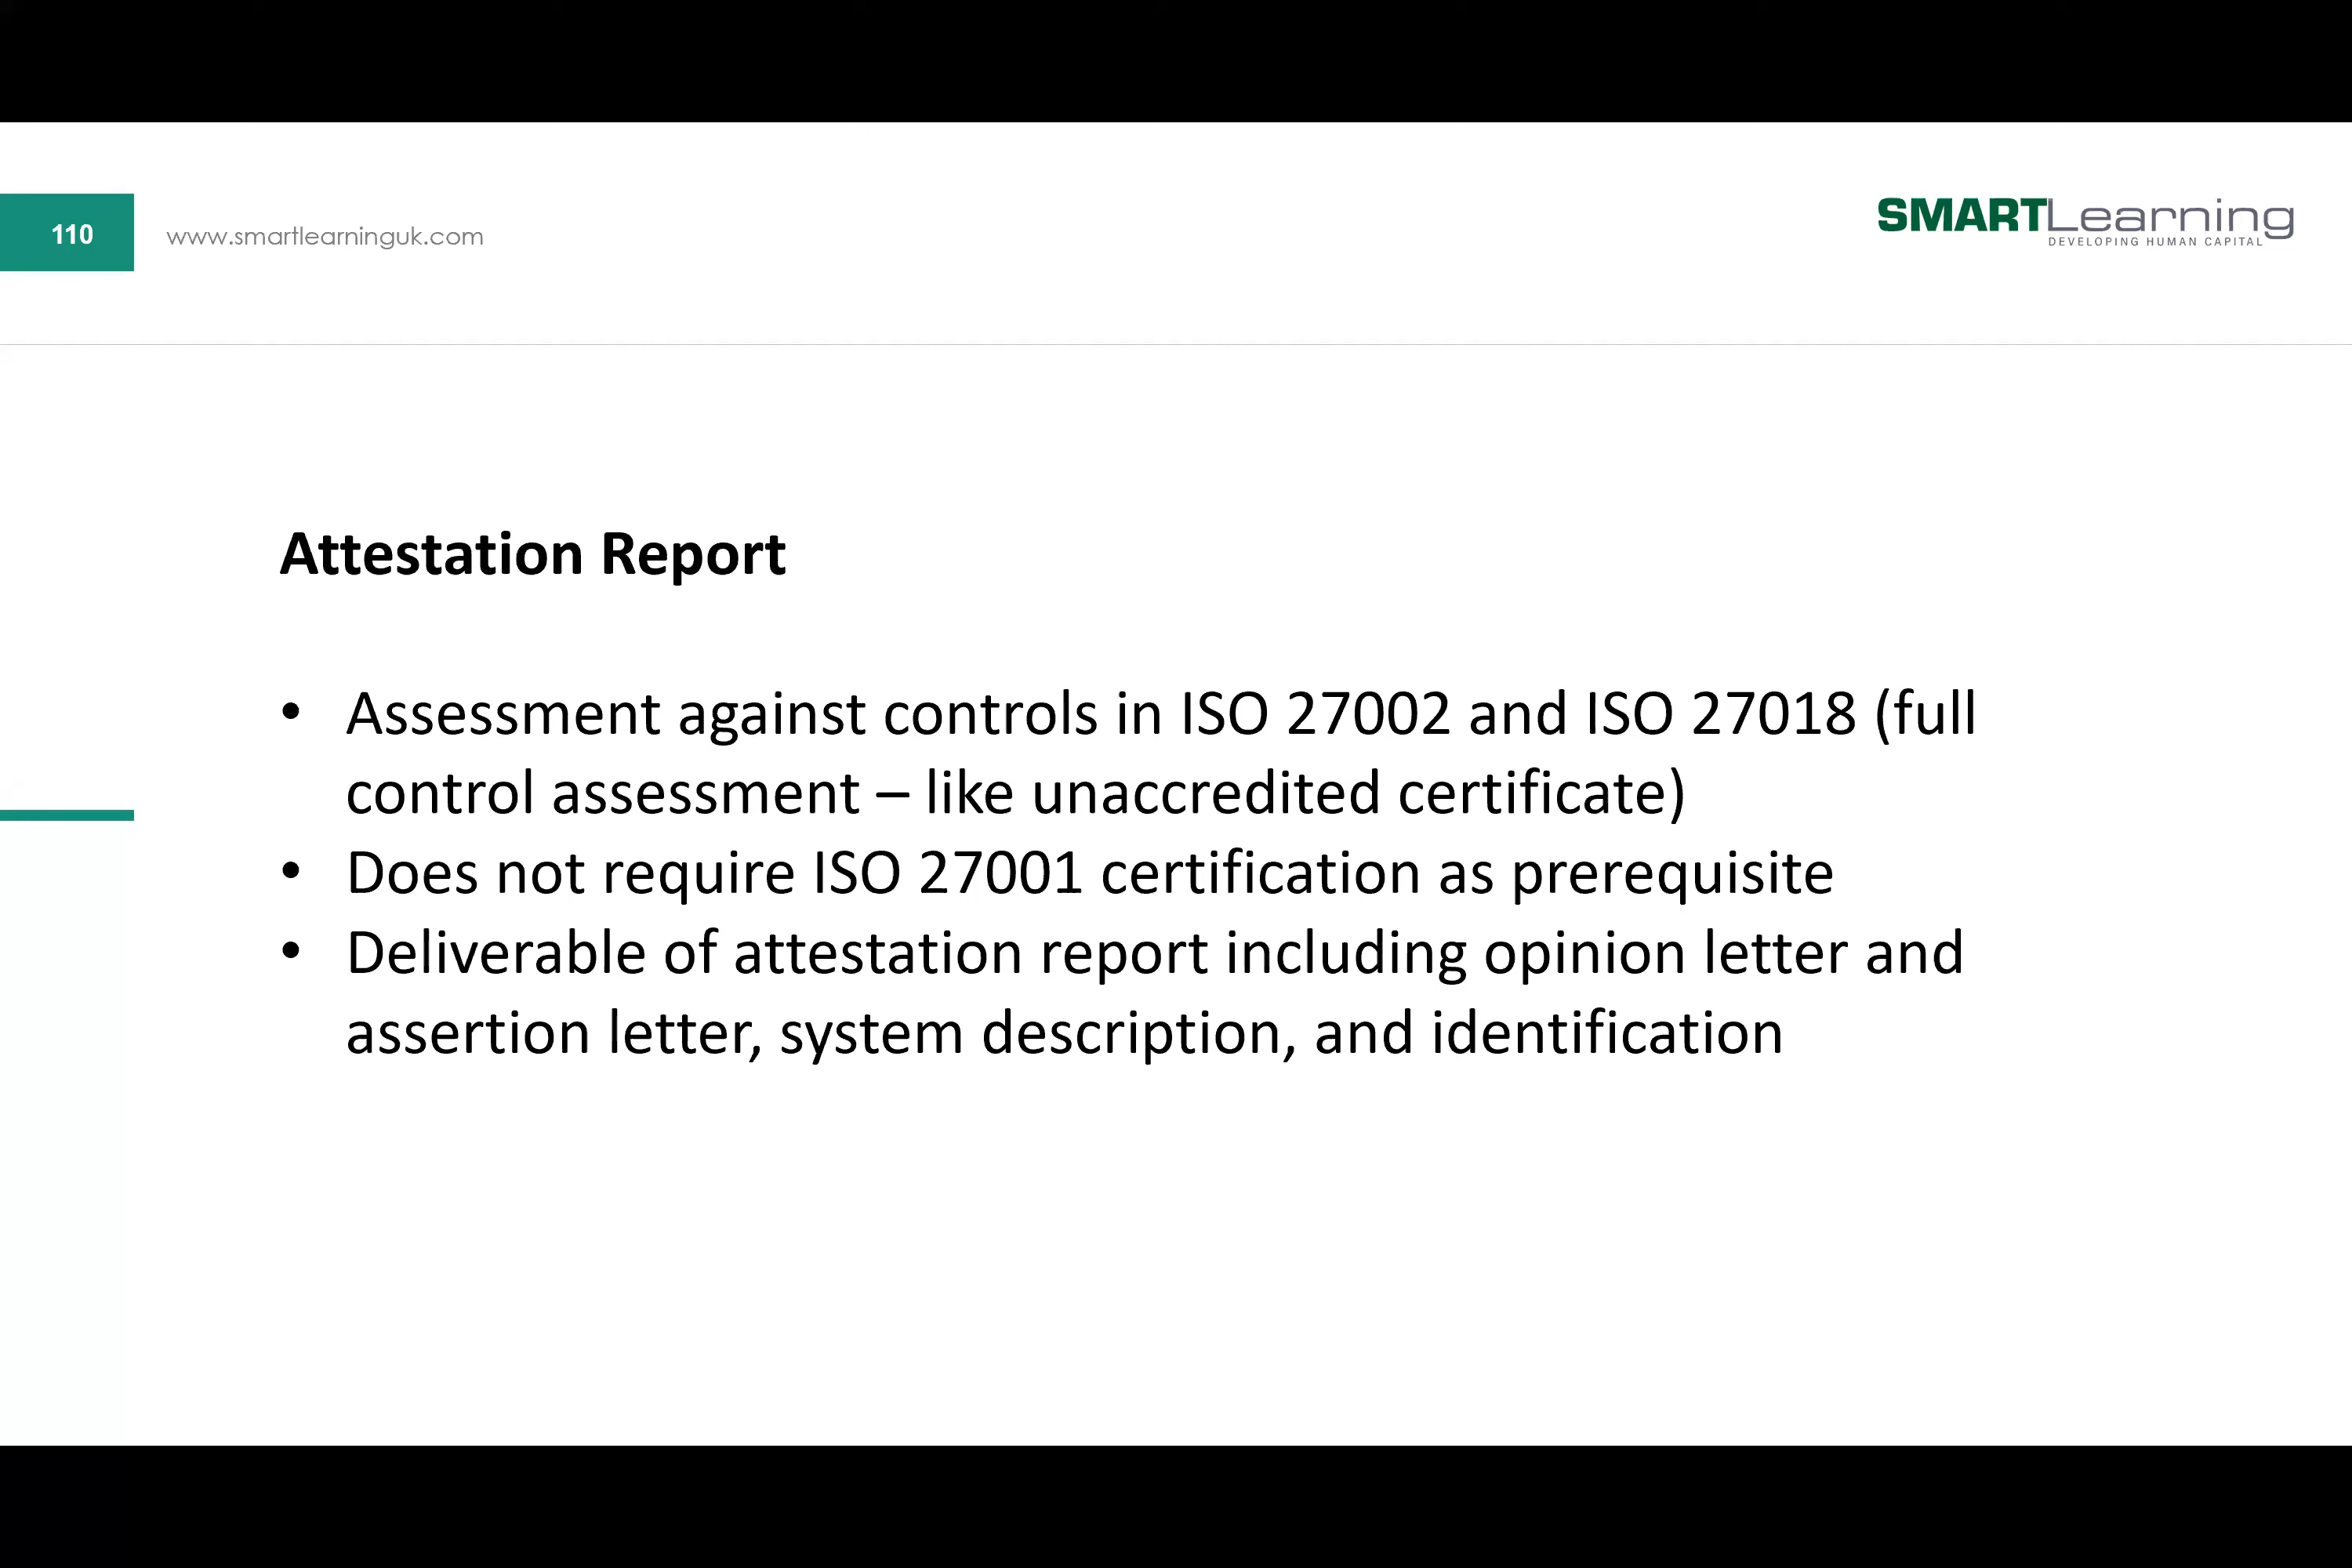 110
www.smartlearninguk.com
SMARTLearning
DEVELOPING HUMAN CAPITAL
Attestation Report
• Assessment against controls in ISO 27002 and ISO 27018 (full
control assessment – like unaccredited certificate)
• Does not require ISO 27001 certification as prerequisite
• Deliverable of attestation report including opinion letter and
assertion letter, system description, and identification